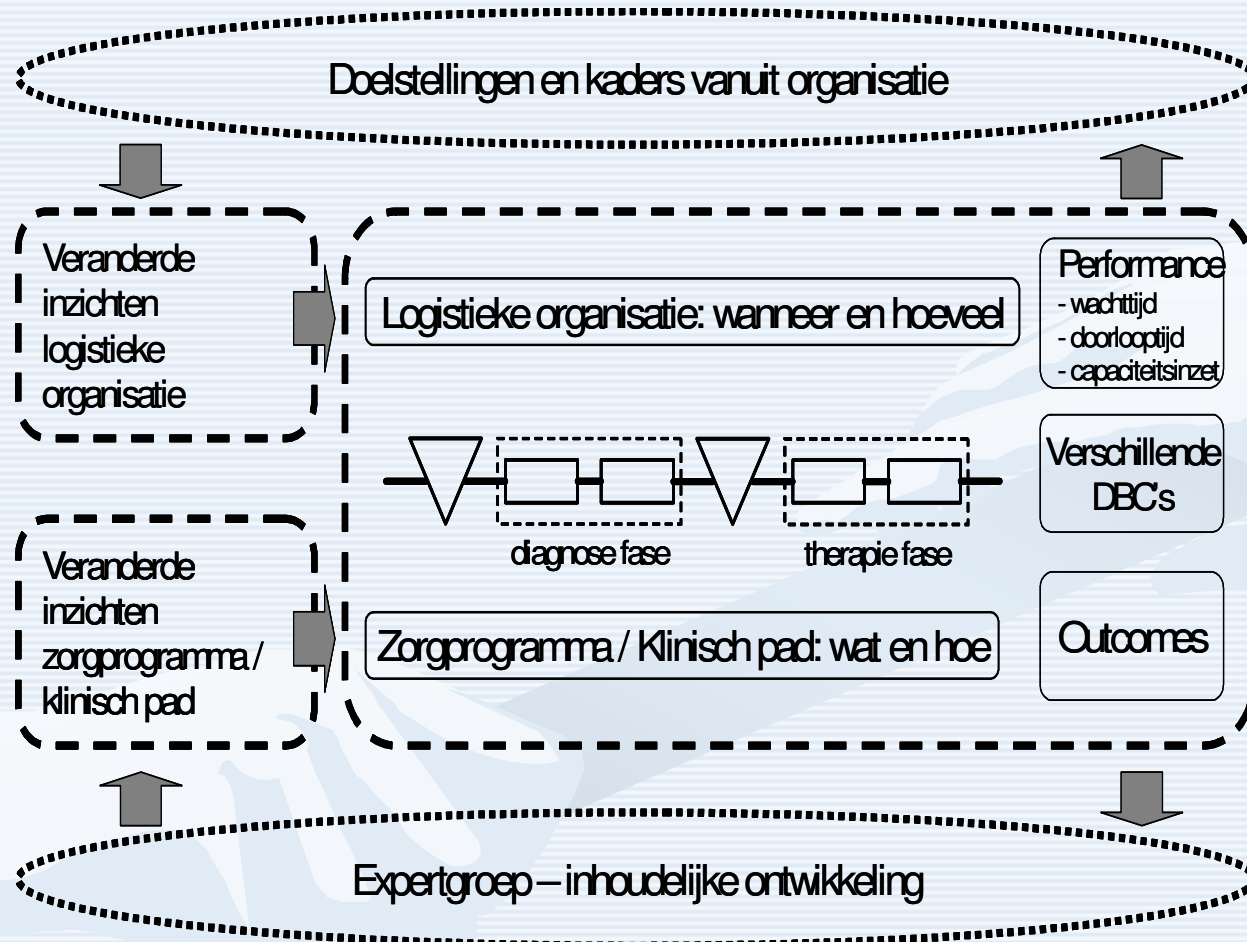 Doelstellingen en kaders vanuit organisatie
Veranderde
inzichten
logistieke
organisatie
Logistieke organisatie: wanneer en hoeveel
Performance
- wachttijd
- doorlooptijd
- capaciteitsinzet
Verschillende
DBC's
diagnose fase
therapie fase
Veranderde
inzichten
zorgprogramma /
klinisch pad
Zorgprogramma / Klinisch pad: wat en hoe
Outcomes
Expertgroep – inhoudelijke ontwikkeling